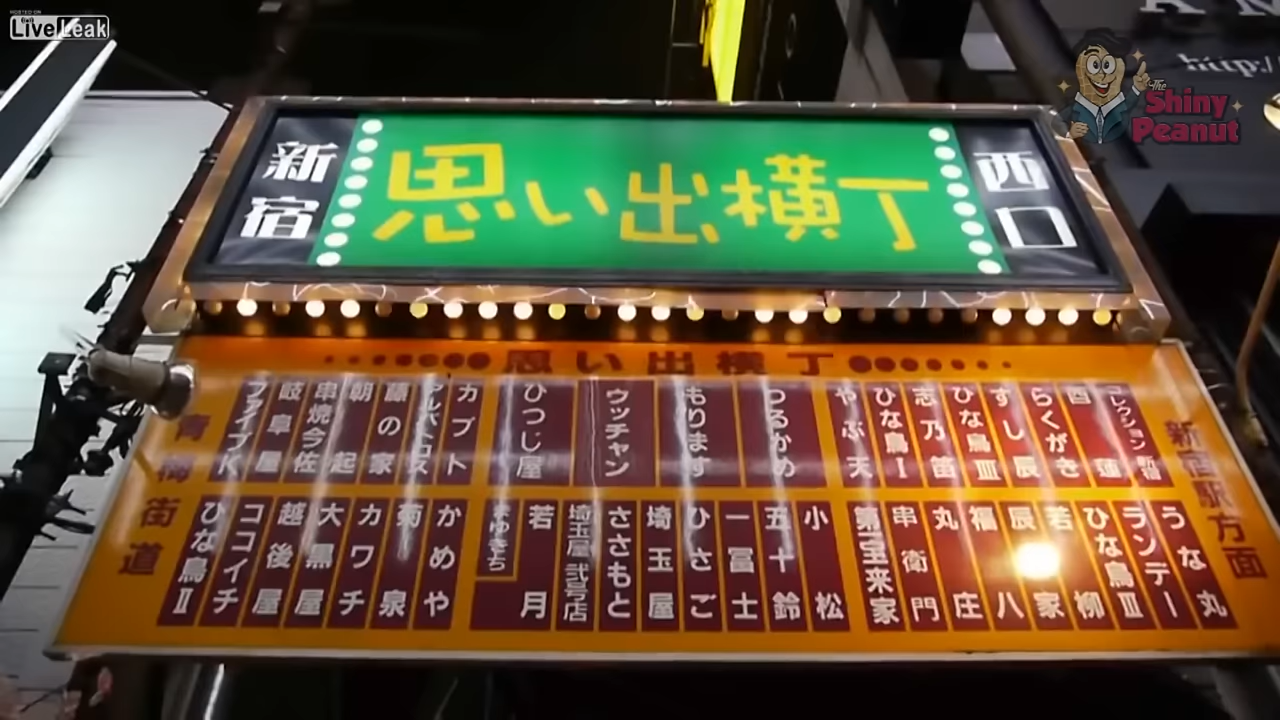 LiveLeak
The
Shiny
Peanut
http:/
新宿
思い出横丁
西口
思い出横丁
青梅街道
ファイブK
岐阜屋
串焼今佐
朝起
藤の家
アルバトロス
カブト
ひつじ屋
ウッチャン
もります
つるかめ
やぶ天
ひな鳥I
志乃笛
ひな鳥III
すし辰
らくがき
コレクション新宿
新宿駅方面
ひな鳥II
ココイチ
越後屋
大黒屋
カワチ
菊泉
かめや
まゆきち
若月
埼玉屋弐号店
ささもと
埼玉屋
ひさご
一冨士
五十鈴
小松
第二宝来家
串衛門
丸
福庄
辰八
若家
ひな鳥III
柳
ランデー
うな丸